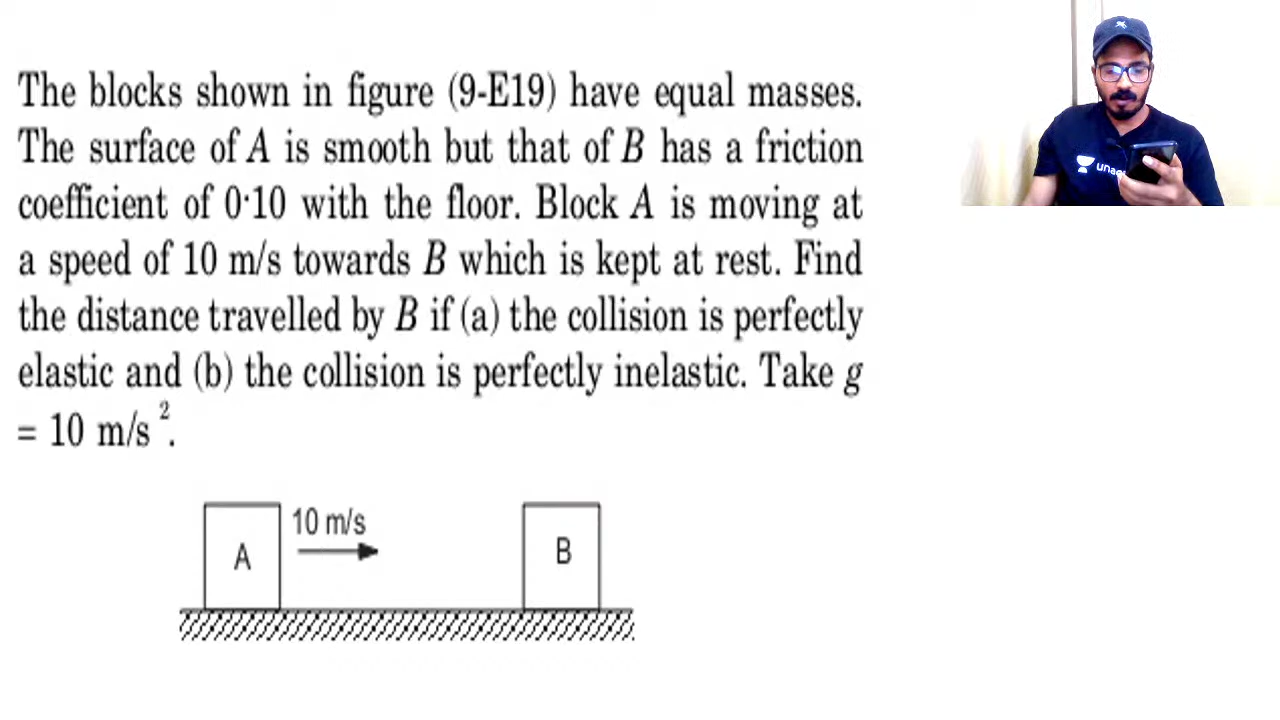 The blocks shown in figure (9-E19) have equal masses.
The surface of A is smooth but that of B has a friction
coefficient of 0·10 with the floor. Block A is moving at
a speed of 10 m/s towards B which is kept at rest. Find
the distance travelled by B if (a) the collision is perfectly
elastic and (b) the collision is perfectly inelastic. Take g
= 10 m/s².
10 m/s
A
B